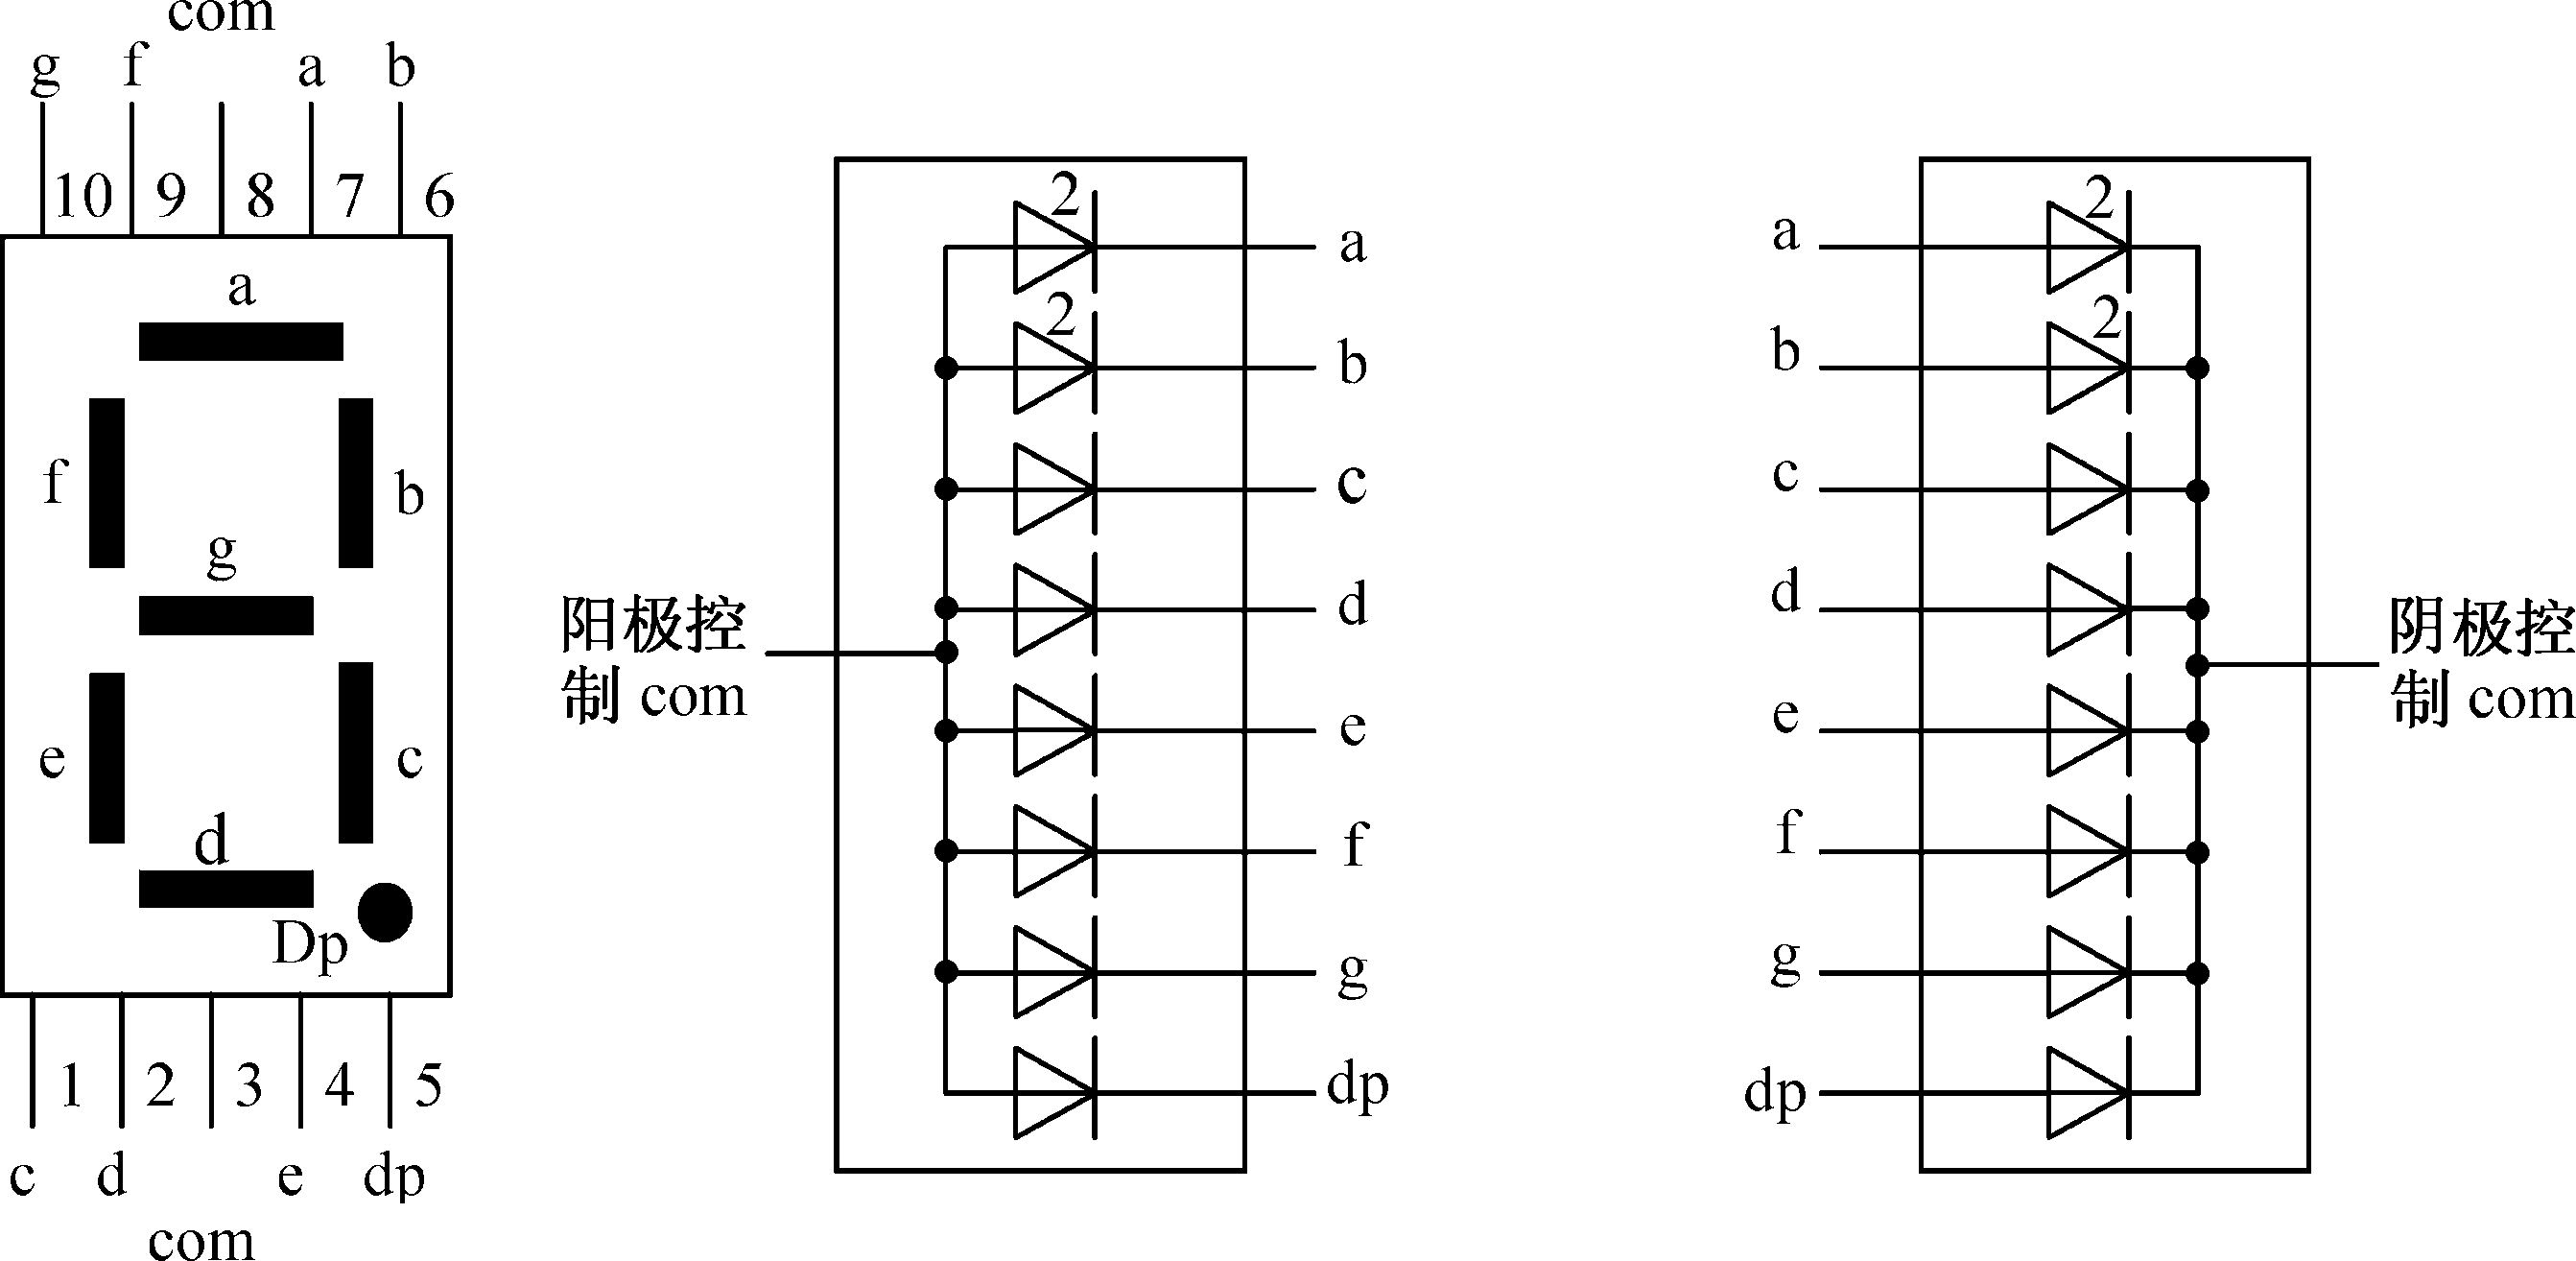 com
g f a b
10 9 8 7 6
a
f b
g
e c
d
Dp
1 2 3 4 5
c d e dp
com
阳极控
制 com
2
a
2
b
c
d
e
f
g
dp
2
a
2
b
c
d
e
f
g
dp
阴极控
制 com